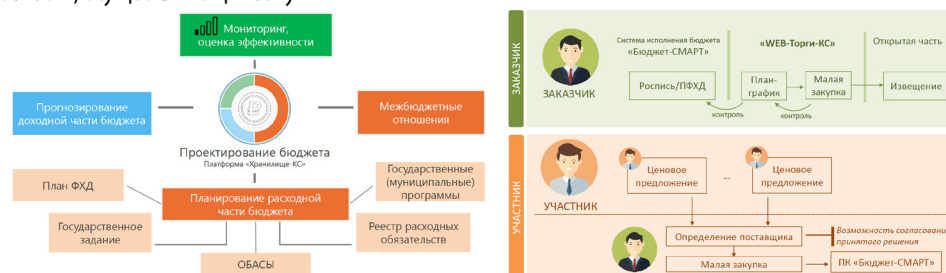 Мониторинг,
оценка эффективности
Прогнозирование
доходной части бюджета
Межбюджетные
отношения
Проектирование бюджета
Платформа «Хранилище-КС»
План ФХД
Государственные
(муниципальные)
программы
Планирование расходной
части бюджета
Государственное
задание
Реестр расходных
обязательств
ОБАСЫ
ЗАКАЗЧИК
Система исполнения бюджета
«Бюджет-СМАРТ»
«WEB-Торги-КС»
Открытая часть
ЗАКАЗЧИК
Роспись/ПФХД
План-
график
Малая
закупка
Извещение
контроль
контроль
УЧАСТНИК
Ценовое
предложение
...
Ценовое
предложение
УЧАСТНИК
Определение поставщика
Возможность согласовани
принятого решения
Малая закупка
ПК «Бюджет-СМАРТ»